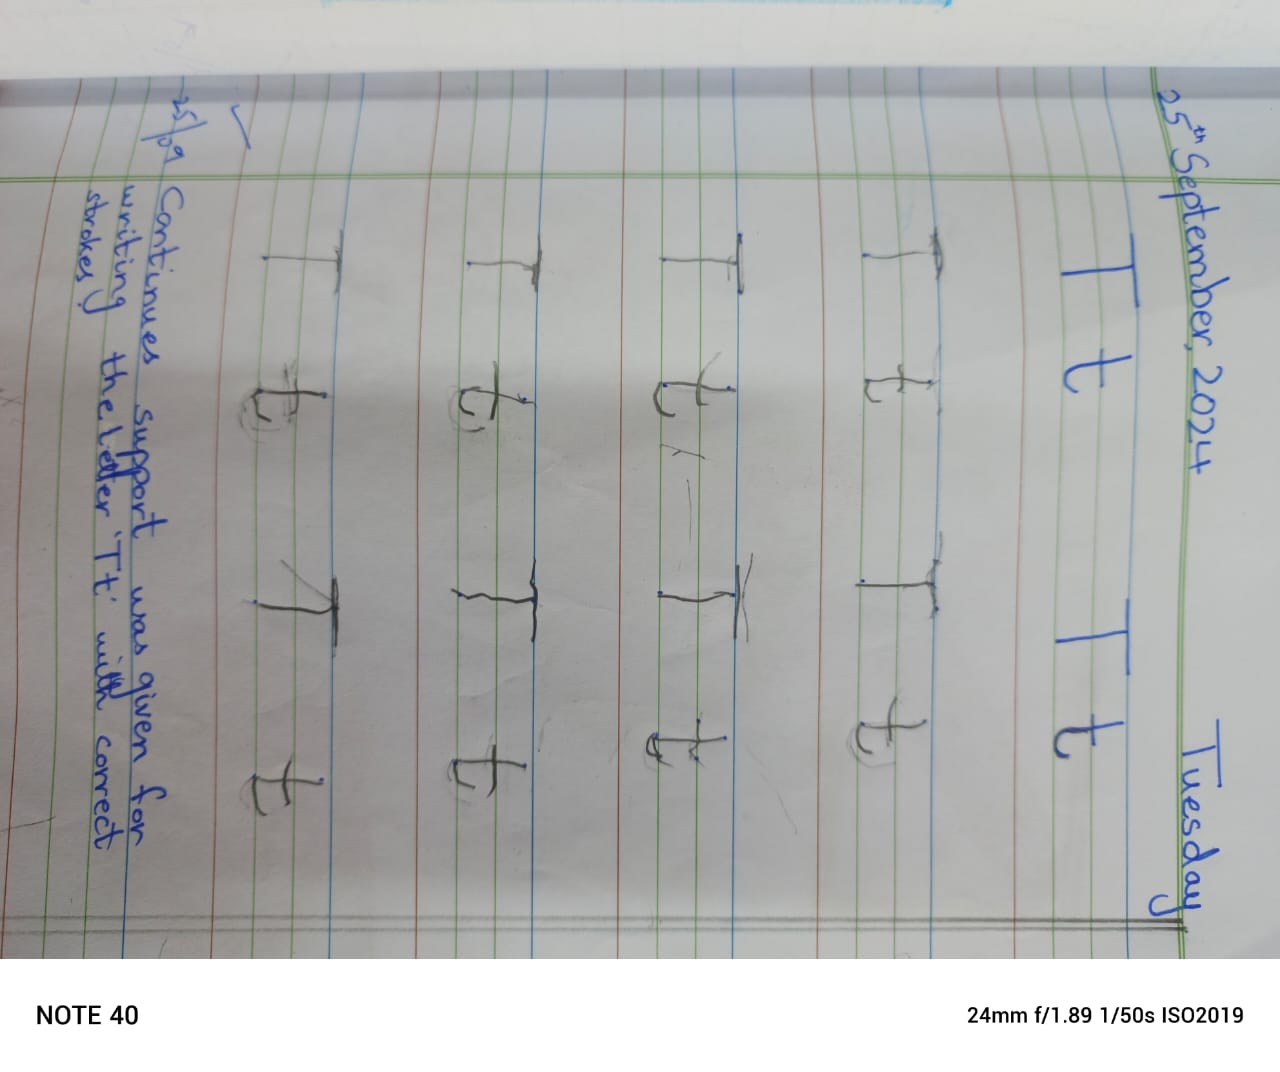 25th September, 2024 Tuesday
T t T t
T t T t
T t T t
T t T t
T t T t
25/09 Continues support was given for
writing the letter 'Tt' with correct
strokes!
NOTE 40
24mm f/1.89 1/50s ISO2019